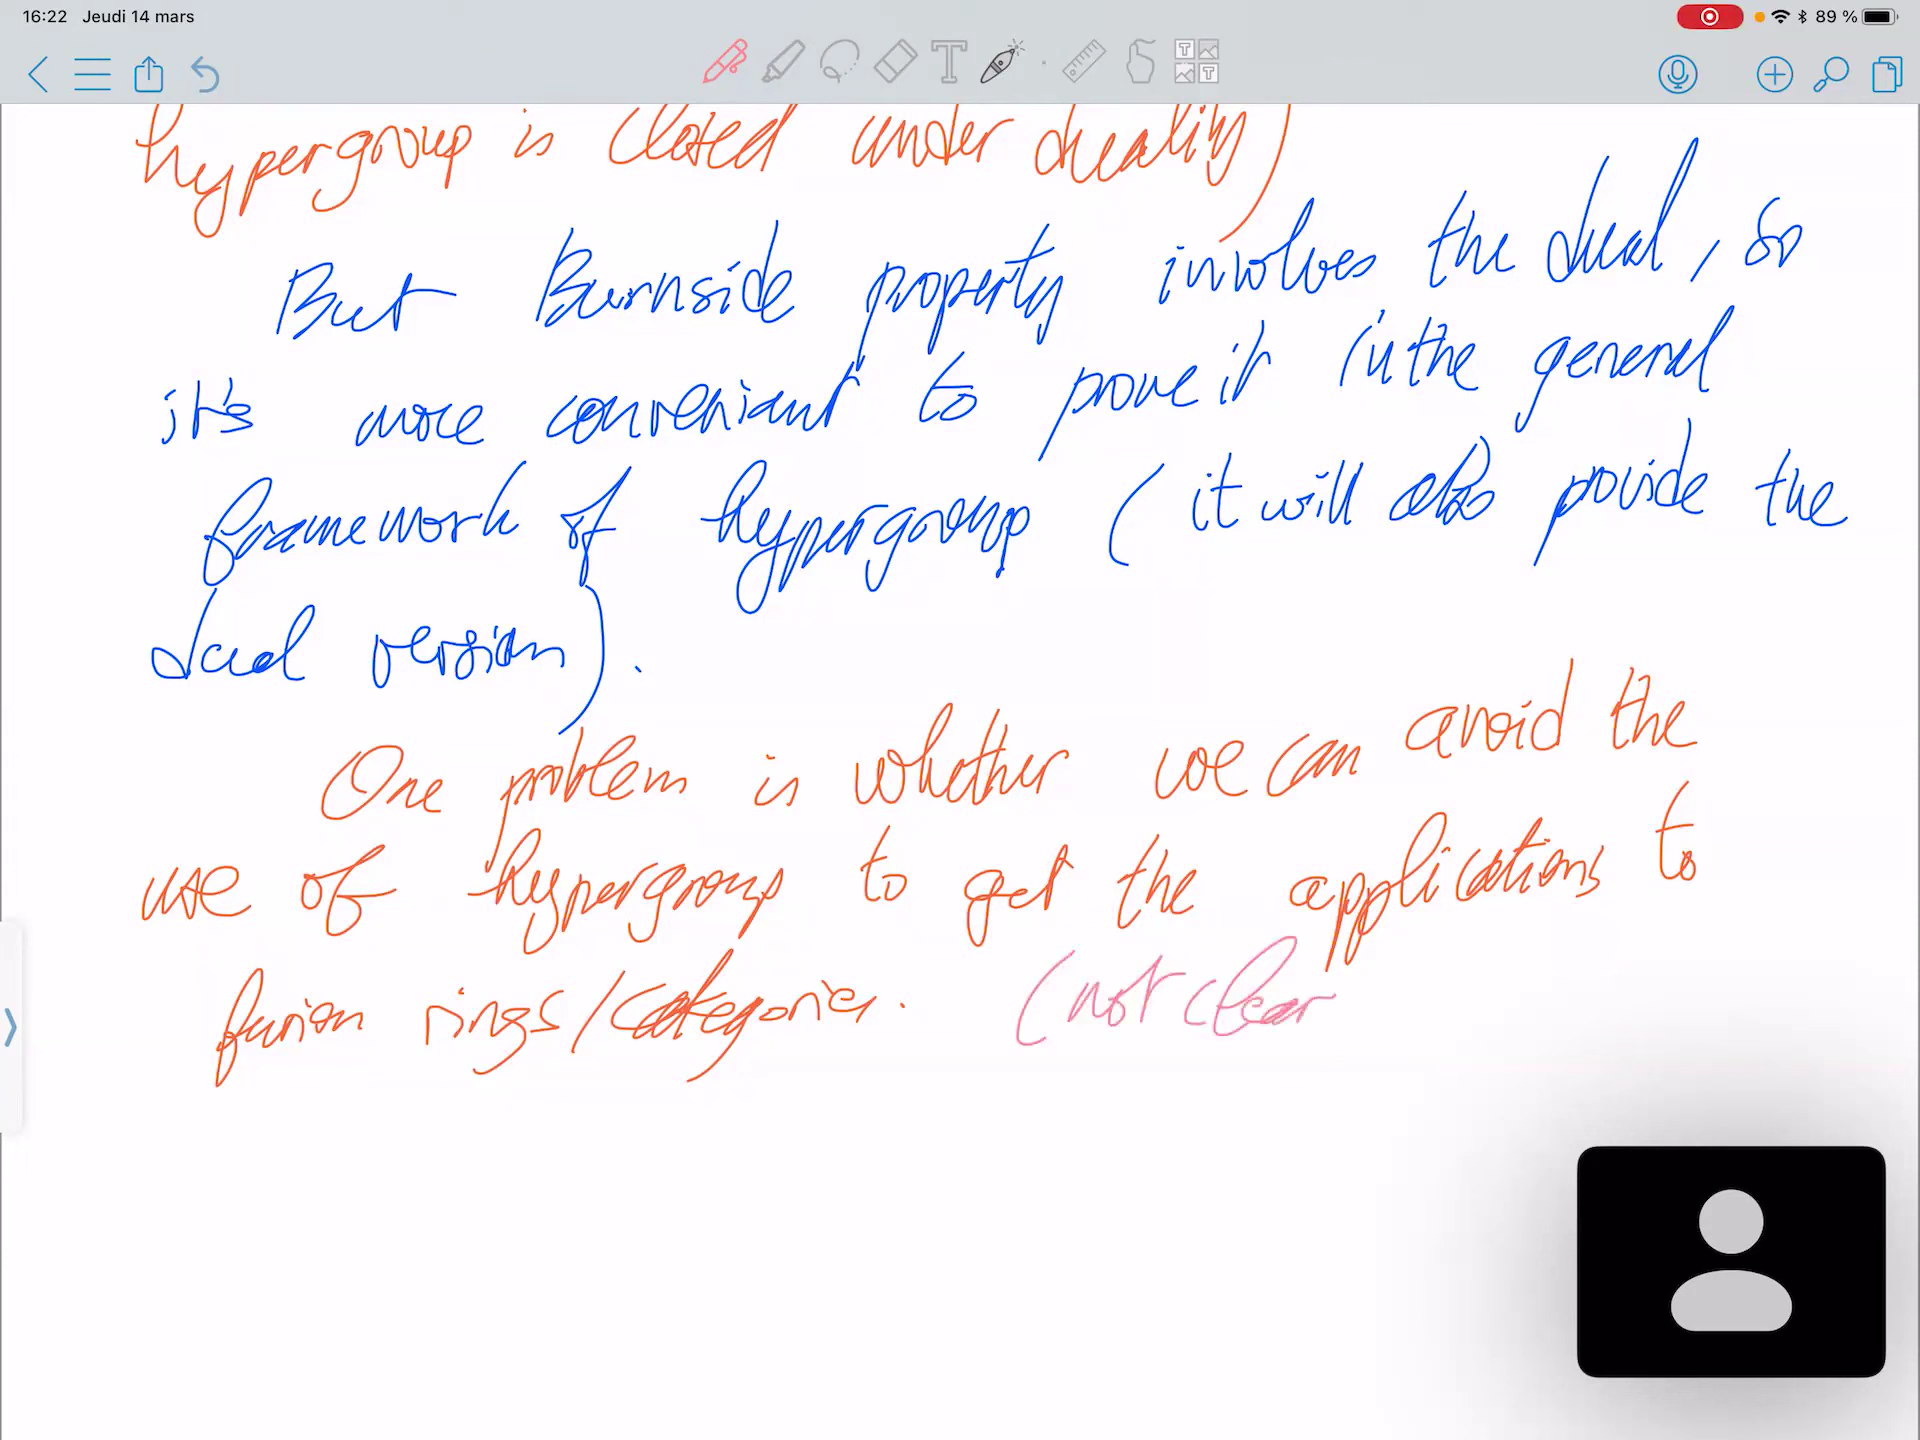 16:22 Jeudi 14 mars 89 %
hypergroup is closed under duality)
But Burnside property involves the dual, so
it's more convenient to prove it in the general
framework of hypergroup (it will also provide the
dual version).
One problem is whether we can avoid the
use of hypergroup to get the applications to
fusion rings/categories. (not clear